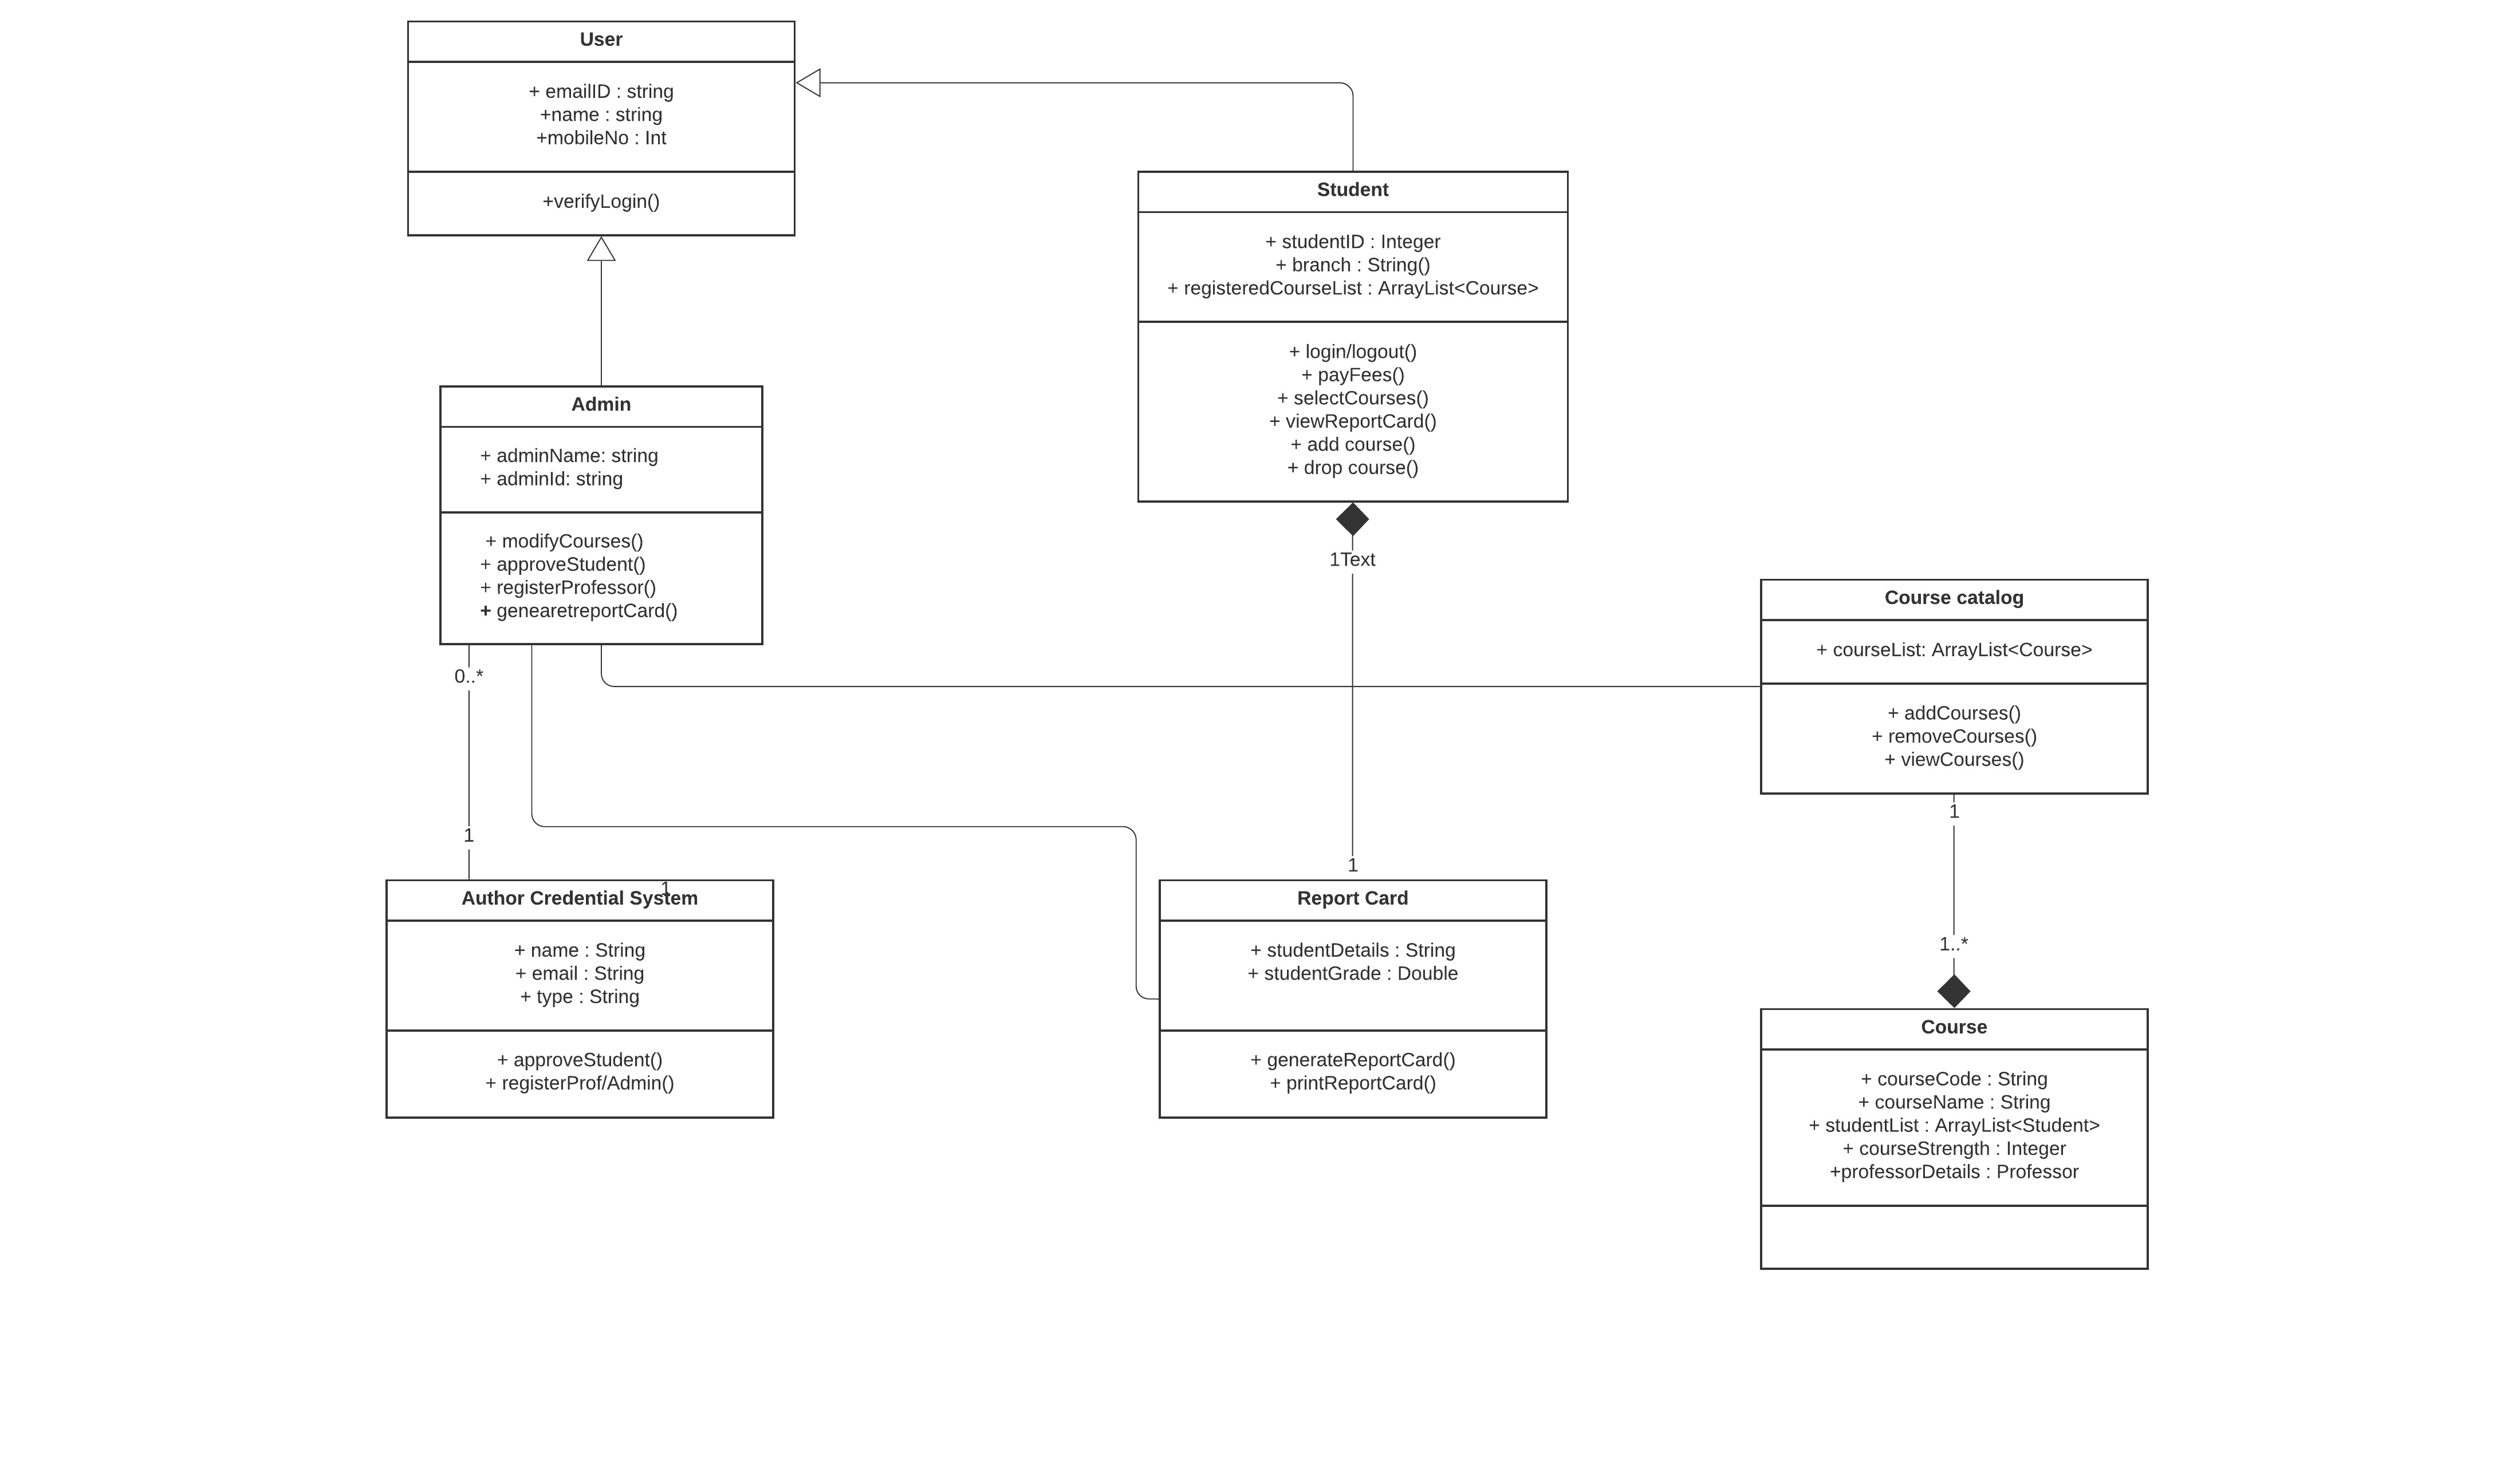 User
+ emailID : string
+name : string
+mobileNo : Int
+verifyLogin()
Student
+ studentID : Integer
+ branch : String()
+ registeredCourseList : ArrayList<Course>
+ login/logout()
+ payFees()
+ selectCourses()
+ viewReportCard()
+ add course()
+ drop course()
Admin
+ adminName: string
+ adminId: string
+ modifyCourses()
+ approveStudent()
+ registerProfessor()
+ genearetreportCard()
1Text
Course catalog
+ courseList: ArrayList<Course>
+ addCourses()
+ removeCourses()
+ viewCourses()
0..*
1
1
1
1
1..*
Author Credential System
+ name : String
+ email : String
+ type : String
+ approveStudent()
+ registerProf/Admin()
Report Card
+ studentDetails : String
+ studentGrade : Double
+ generateReportCard()
+ printReportCard()
Course
+ courseCode : String
+ courseName : String
+ studentList : ArrayList<Student>
+ courseStrength : Integer
+professorDetails : Professor